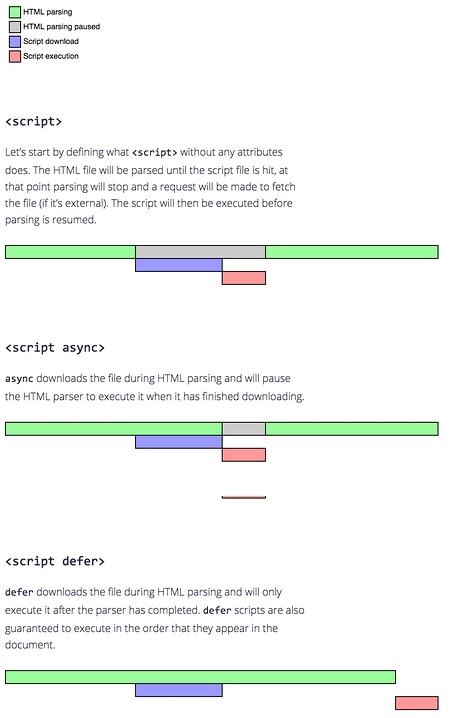 HTML parsing
HTML parsing paused
Script download
Script execution
<script>
Let's start by defining what <script> without any attributes
does. The HTML file will be parsed until the script file is hit, at
that point parsing will stop and a request will be made to fetch
the file (if it's external). The script will then be executed before
parsing is resumed.
<script async>
async downloads the file during HTML parsing and will pause
the HTML parser to execute it when it has finished downloading.
<script defer>
defer downloads the file during HTML parsing and will only
execute it after the parser has completed. defer scripts are also
guaranteed to execute in the order that they appear in the
document.